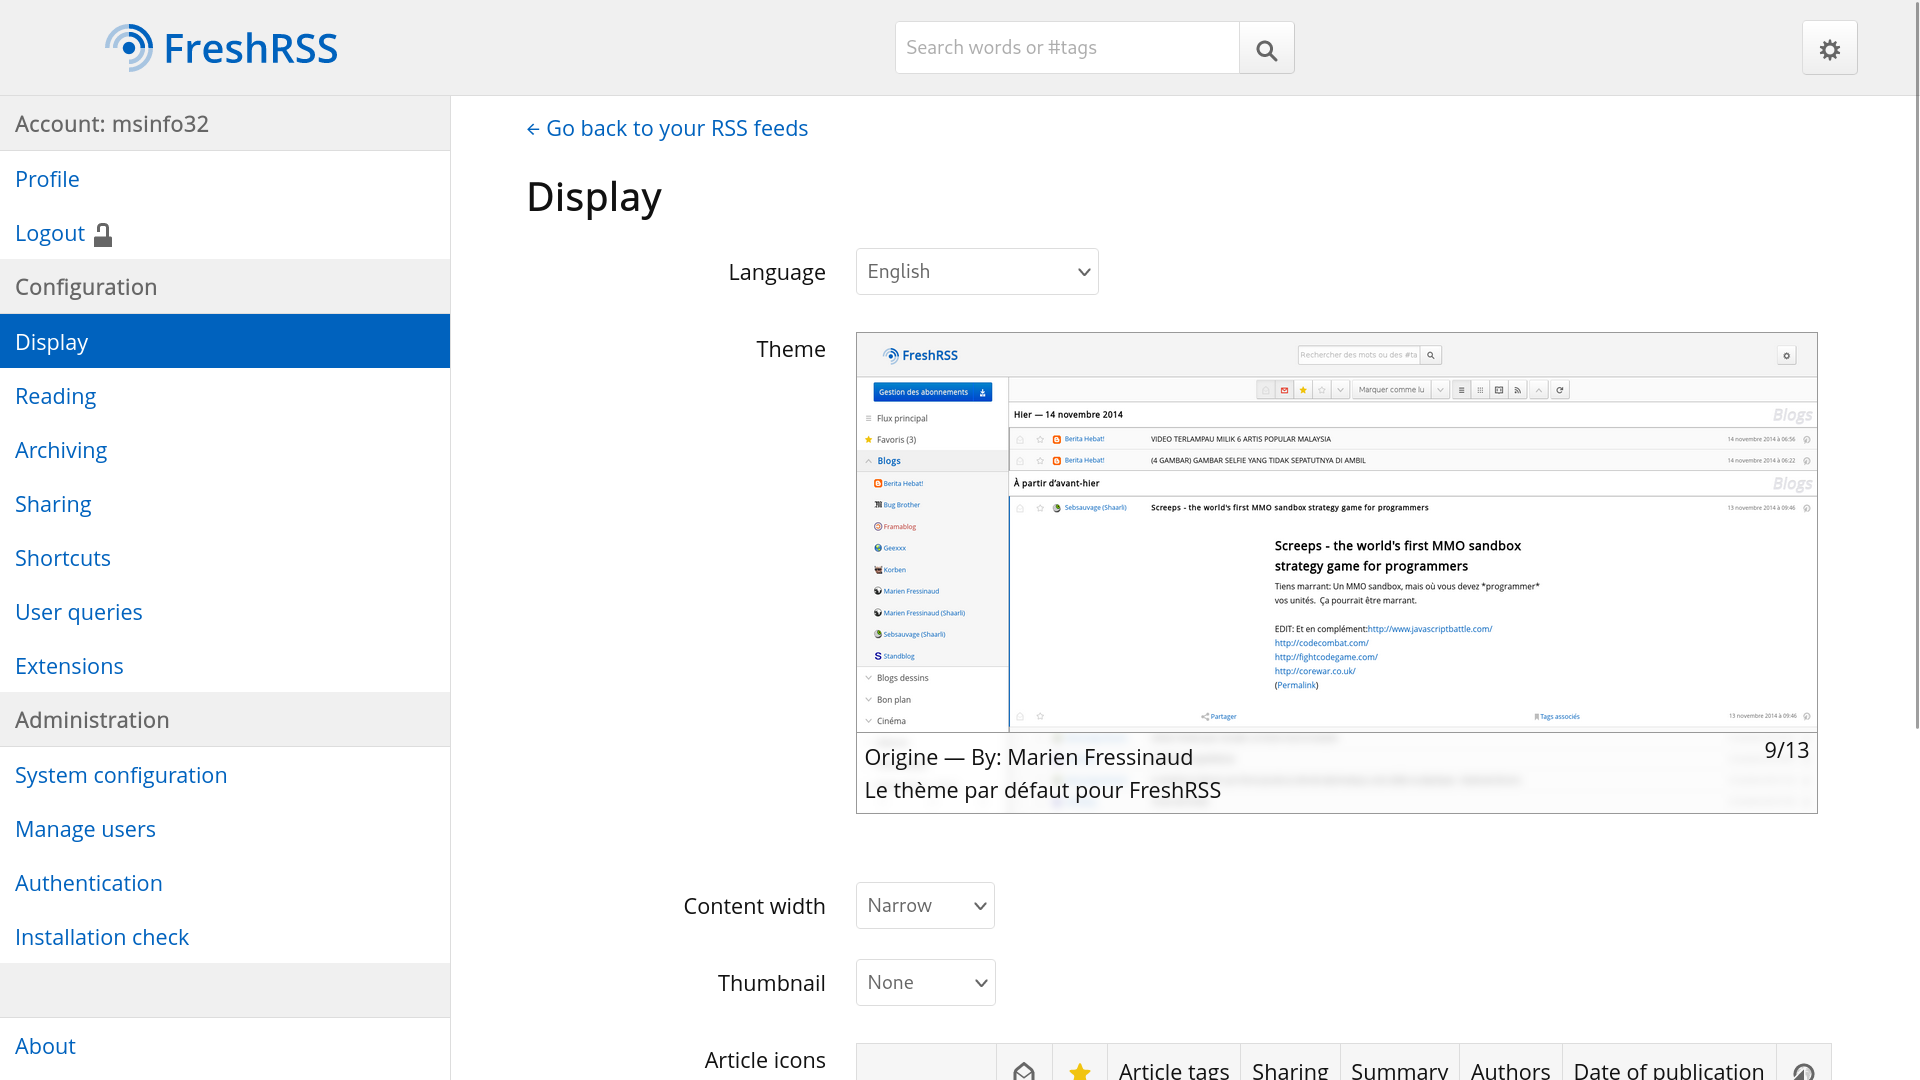 FreshRSS
Search words or #tags
Account: msinfo32
Profile
Logout
Configuration
Display
Reading
Archiving
Sharing
Shortcuts
User queries
Extensions
Administration
System configuration
Manage users
Authentication
Installation check
About
← Go back to your RSS feeds
Display
Language
English
Theme
FreshRSS
Rechercher des mots ou des #ta
Gestion des abonnements
Marquer comme lu
Flux principal
Favoris (3)
Blogs
Berita Hebat!
Bug Brother
Framablog
Geexxx
Korben
Marien Fressinaud
Marien Fressinaud (Shaarli)
Sebsauvage (Shaarli)
Standblog
Blogs dessins
Bon plan
Cinéma
Hier — 14 novembre 2014
Blogs
Berita Hebat!
VIDEO TERLAMPAU MILIK 6 ARTIS POPULAR MALAYSIA
14 novembre 2014 à 06:56
Berita Hebat!
(4 GAMBAR) GAMBAR SELFIE YANG TIDAK SEPATUTNYA DI AMBIL
14 novembre 2014 à 06:22
À partir d'avant-hier
Blogs
Sebsauvage (Shaarli)
Screeps - the world's first MMO sandbox strategy game for programmers
13 novembre 2014 à 09:46
Screeps - the world's first MMO sandbox
strategy game for programmers
Tiens marrant: Un MMO sandbox, mais où vous devez *programmer*
vos unités. Ça pourrait être marrant.
EDIT: Et en complément:http://www.javascriptbattle.com/
http://codecombat.com/
http://fightcodegame.com/
http://corewar.co.uk/
(Permalink)
Partager
Tags associés
13 novembre 2014 à 09:46
Origine — By: Marien Fressinaud
9/13
Le thème par défaut pour FreshRSS
Content width
Narrow
Thumbnail
None
Article icons
Article tags
Sharing
Summary
Authors
Date of publication